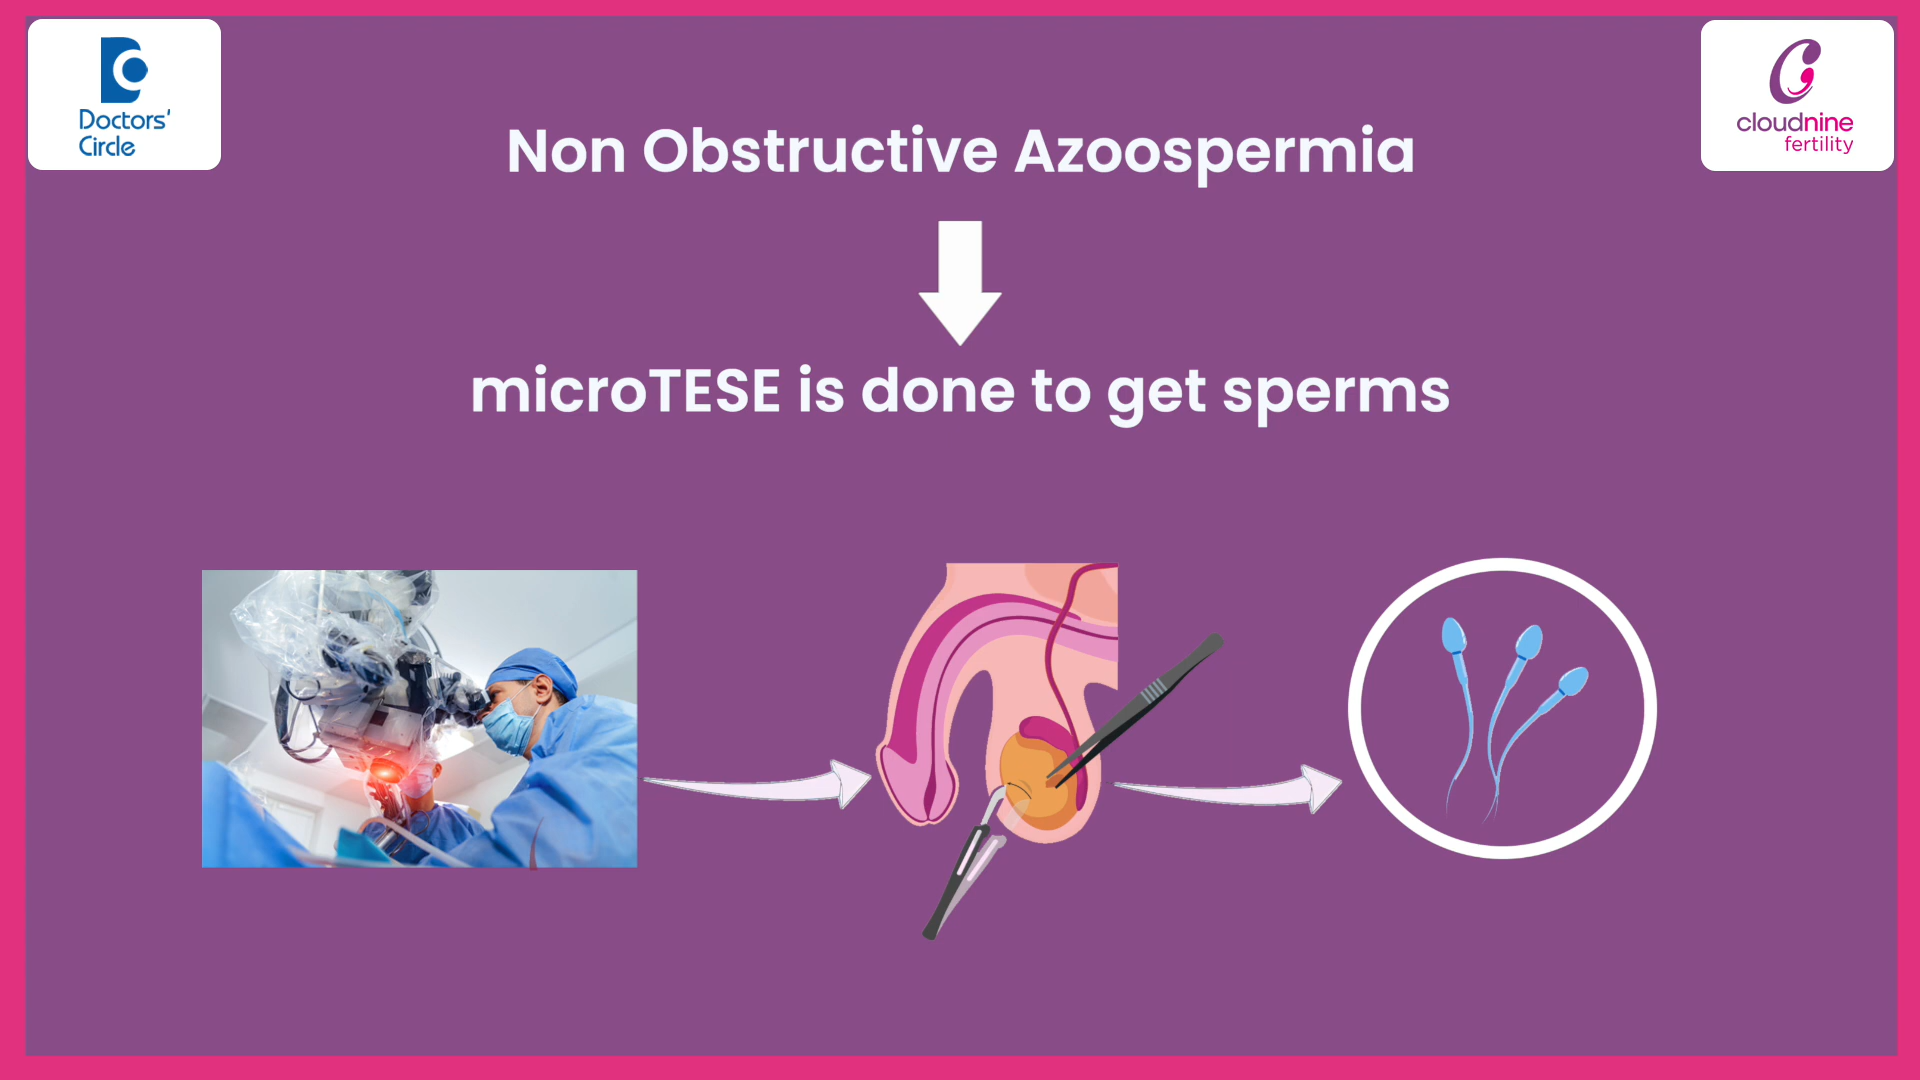 Doctors'
Circle
cloudnine
fertility
Non Obstructive Azoospermia
microTESE is done to get sperms